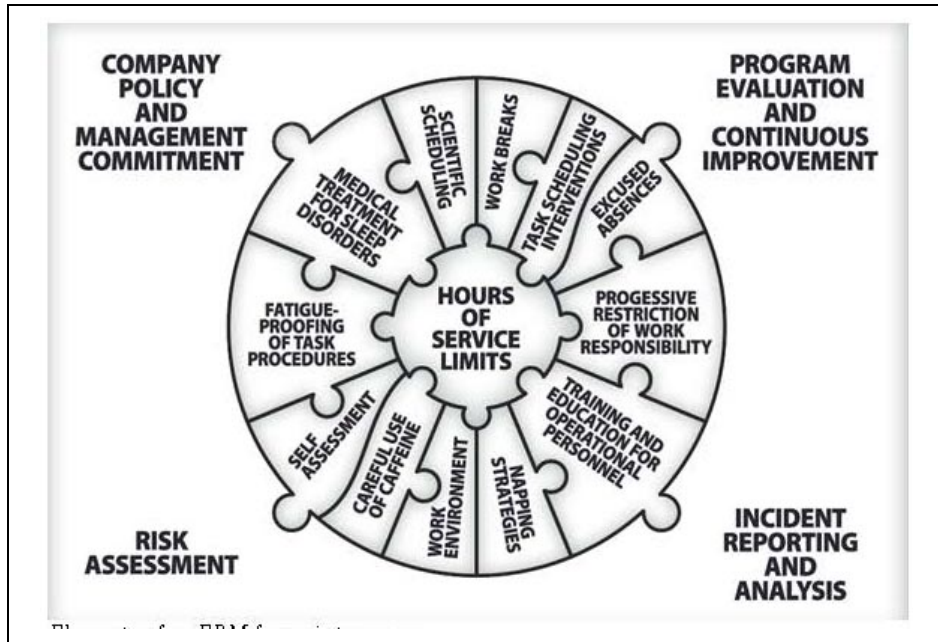 COMPANY
POLICY
AND
MANAGEMENT
COMMITMENT
PROGRAM
EVALUATION
AND
CONTINUOUS
IMPROVEMENT
SCIENTIFIC
SCHEDULING
WORK BREAKS
TASK SCHEDULING
INTERVENTIONS
EXCUSED
ABSENCES
MEDICAL
TREATMENT
FOR SLEEP
DISORDERS
HOURS
OF
SERVICE
LIMITS
PROGESSIVE
RESTRICTION
OF WORK
RESPONSIBILITY
FATIGUE-
PROOFING
OF TASK
PROCEDURES
TRAINING AND
EDUCATION FOR
OPERATIONAL
PERSONNEL
SELF
ASSESSMENT
CAREFUL USE
OF CAFFEINE
WORK
ENVIRONMENT
NAPPING
STRATEGIES
RISK
ASSESSMENT
INCIDENT
REPORTING
AND
ANALYSIS